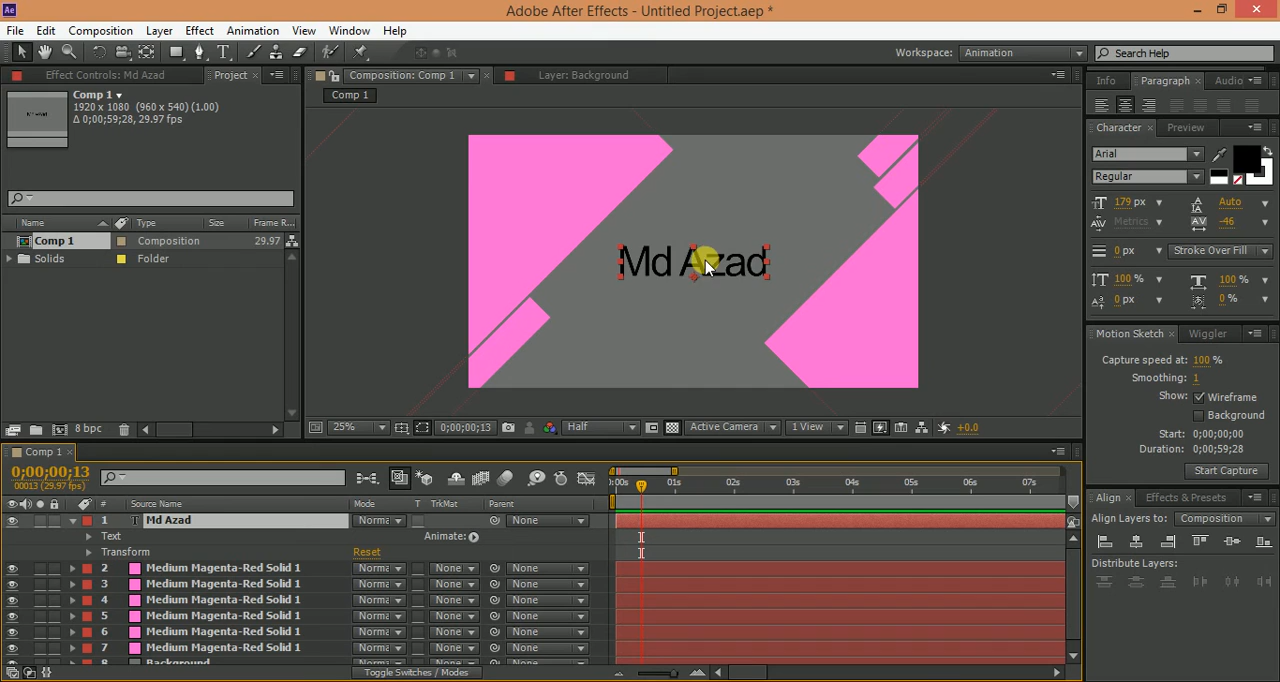 Ae Adobe After Effects - Untitled Project.aep *
File Edit Composition Layer Effect Animation View Window Help
Workspace: Animation Search Help
Effect Controls: Md Azad Project Composition: Comp 1 Layer: Background Info Paragraph Audio
Comp 1
1920 x 1080 (960 x 540) (1.00)
Δ 0;00;59;28, 29.97 fps
Comp 1
Character Preview
Arial
Regular
179 px Auto
Metrics -46
0 px Stroke Over Fill
100 % 100 %
0 px 0 %
Name Type Size Frame R...
Comp 1 Composition 29.97
Solids Folder
Md Azad
Motion Sketch Wiggler
Capture speed at: 100 %
Smoothing: 1
Show: Wireframe
Background
Start: 0;00;00;00
Duration: 0;00;59;28
Start Capture
8 bpc
25% 0;00;00;13 Half Active Camera 1 View +0.0
Comp 1
0;00;00;13
00013 (29.97 fps)
:00s 01s 02s 03s 04s 05s 06s 07s
# Source Name Mode T TrkMat Parent
1 T Md Azad Norma None
Text Animate:
Transform Reset
2 Medium Magenta-Red Solid 1 Norma None None
3 Medium Magenta-Red Solid 1 Norma None None
4 Medium Magenta-Red Solid 1 Norma None None
5 Medium Magenta-Red Solid 1 Norma None None
6 Medium Magenta-Red Solid 1 Norma None None
7 Medium Magenta-Red Solid 1 Norma None None
Background
Toggle Switches / Modes
Align Effects & Presets
Align Layers to: Composition
Distribute Layers: